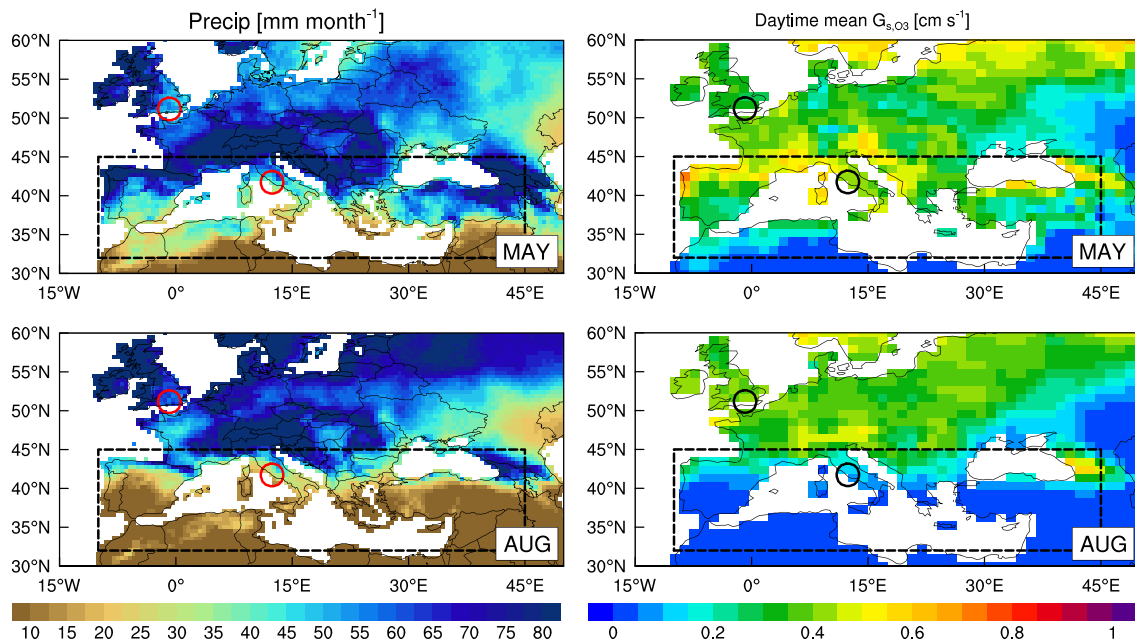 Precip [mm month⁻¹]
Daytime mean Gs,O3 [cm s⁻¹]
60°N
55°N
50°N
45°N
40°N
35°N
30°N
MAY
15°W 0° 15°E 30°E 45°E
60°N
55°N
50°N
45°N
40°N
35°N
30°N
MAY
15°W 0° 15°E 30°E 45°E
60°N
55°N
50°N
45°N
40°N
35°N
30°N
AUG
15°W 0° 15°E 30°E 45°E
60°N
55°N
50°N
45°N
40°N
35°N
30°N
AUG
15°W 0° 15°E 30°E 45°E
10 15 20 25 35 40 45 50 55 60 65 70 75 80
0 0.2 0.4 0.6 0.8 1